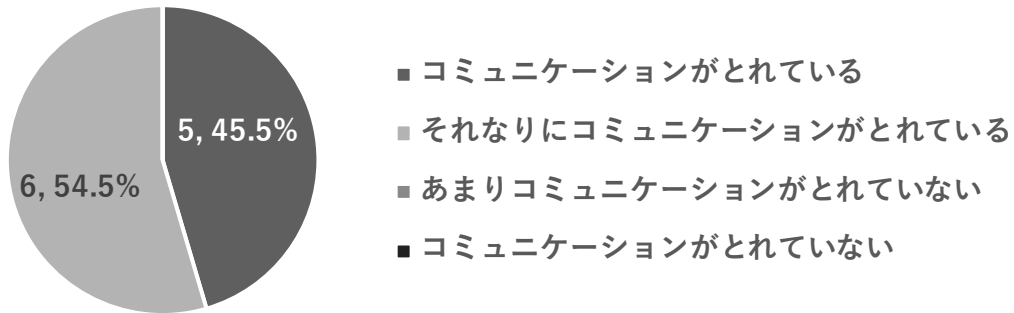 コミュニケーションがとれている
5, 45.5%
それなりにコミュニケーションがとれている
6, 54.5%
あまりコミュニケーションがとれていない
コミュニケーションがとれていない